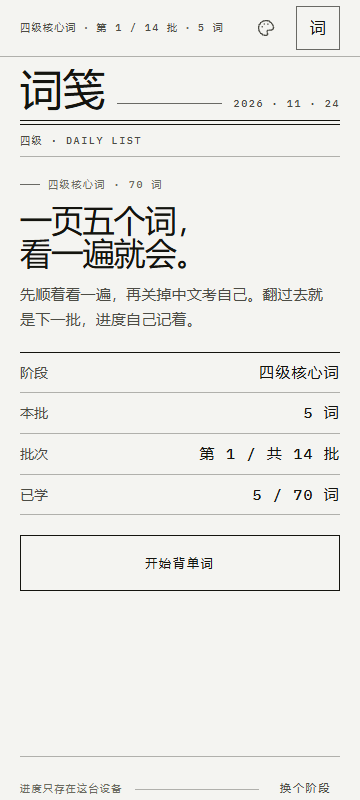 四级核心词 · 第 1 / 14 批 · 5 词
词
词笺
2026 · 11 · 24
四级 · DAILY LIST
四级核心词 · 70 词
一页五个词，
看一遍就会。
先顺着看一遍，再关掉中文考自己。翻过去就
是下一批，进度自己记着。
阶段 四级核心词
本批 5 词
批次 第 1 / 共 14 批
已学 5 / 70 词
开始背单词
进度只存在这台设备 换个阶段